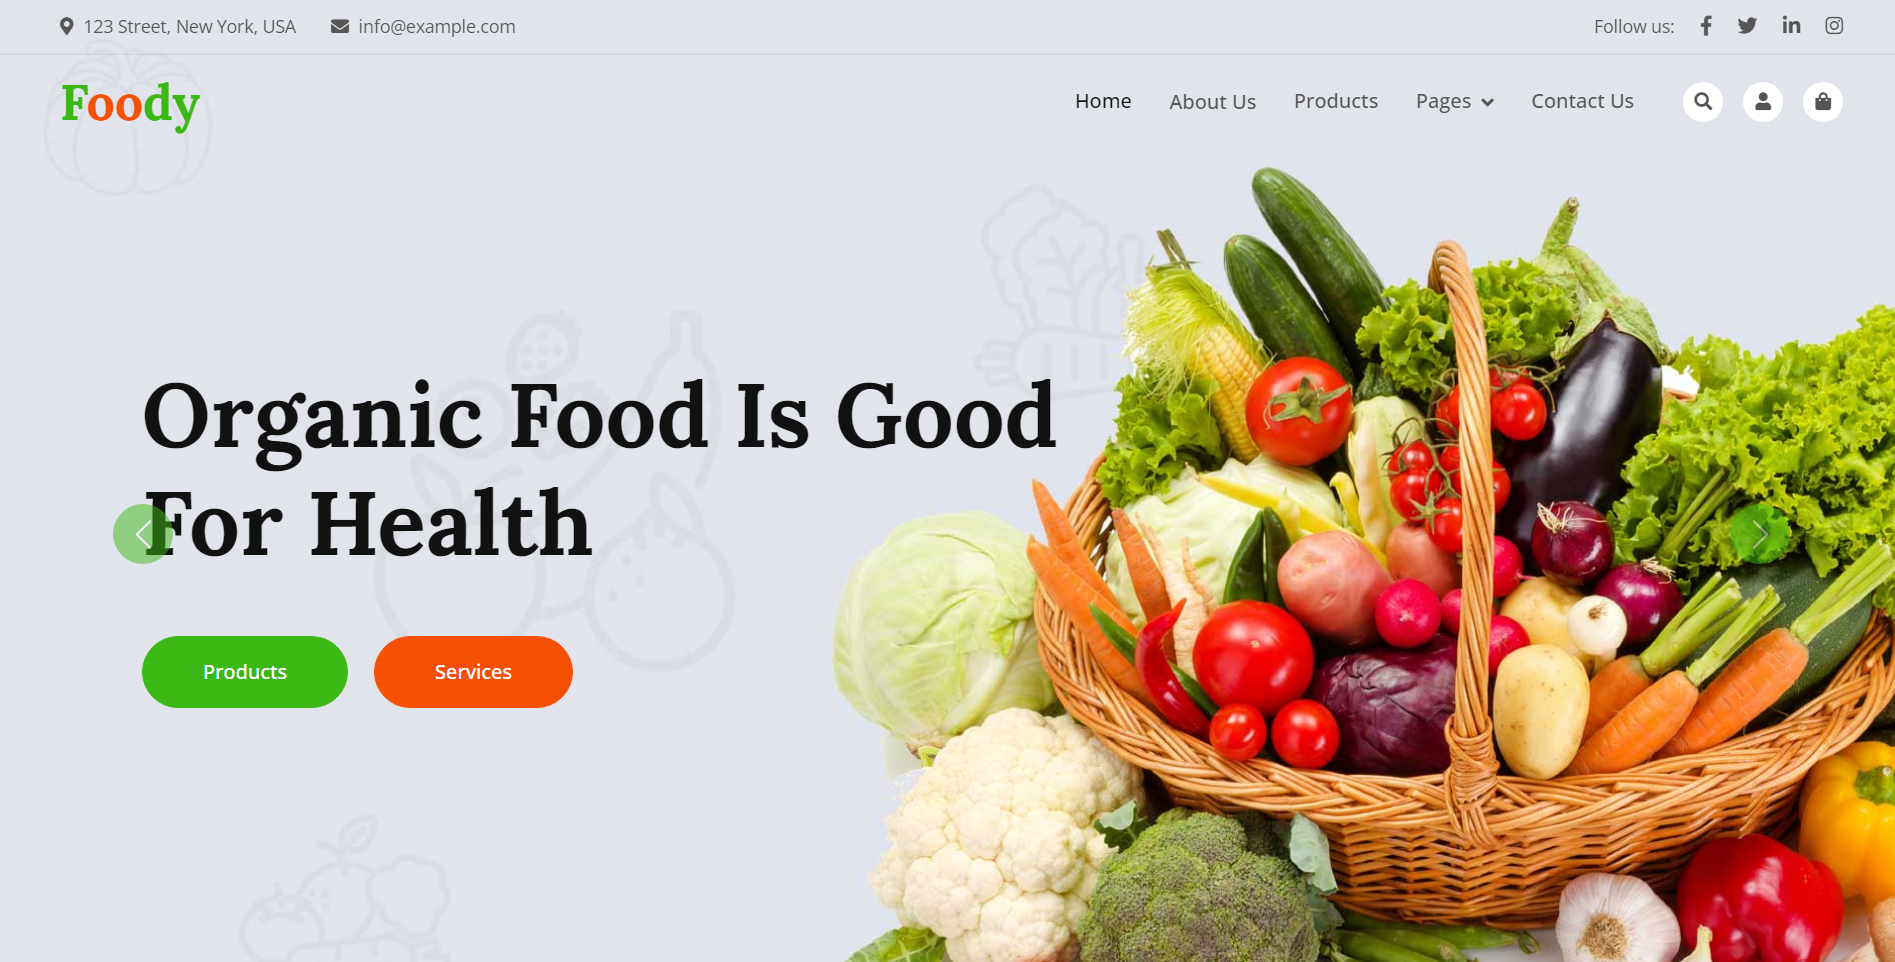 123 Street, New York, USA info@example.com Follow us:
Foody Home About Us Products Pages Contact Us
Organic Food Is Good
For Health
Products Services